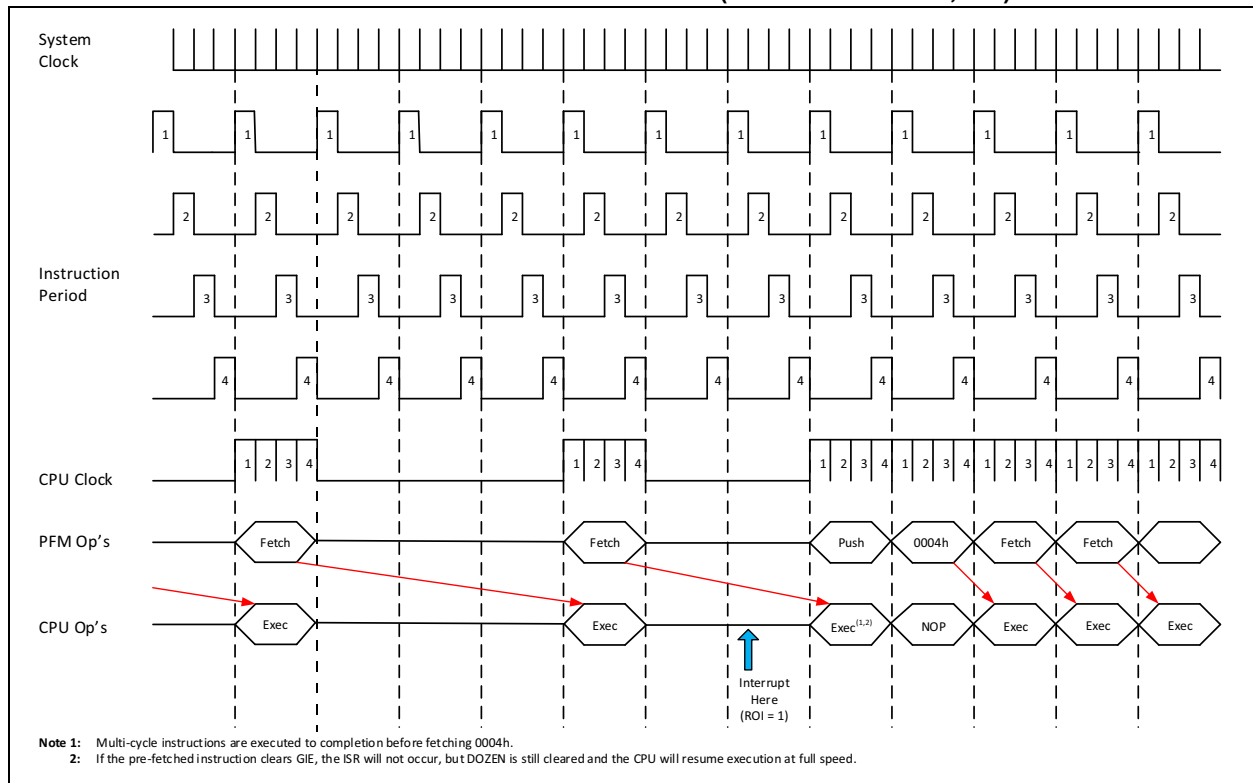 System
Clock
1 1 1 1 1 1 1 1 1 1 1 1 1
2 2 2 2 2 2 2 2 2 2 2 2 2
Instruction
Period
3 3 3 3 3 3 3 3 3 3 3 3 3
4 4 4 4 4 4 4 4 4 4 4 4 4
CPU Clock 1 2 3 4 1 2 3 4 1 2 3 4 1 2 3 4 1 2 3 4 1 2 3 4 1 2 3 4
PFM Op's Fetch Fetch Push 0004h Fetch Fetch
CPU Op's Exec Exec Exec(1,2) NOP Exec Exec Exec
Interrupt
Here
(ROI = 1)
Note 1: Multi-cycle instructions are executed to completion before fetching 0004h.
2: If the pre-fetched instruction clears GIE, the ISR will not occur, but DOZEN is still cleared and the CPU will resume execution at full speed.